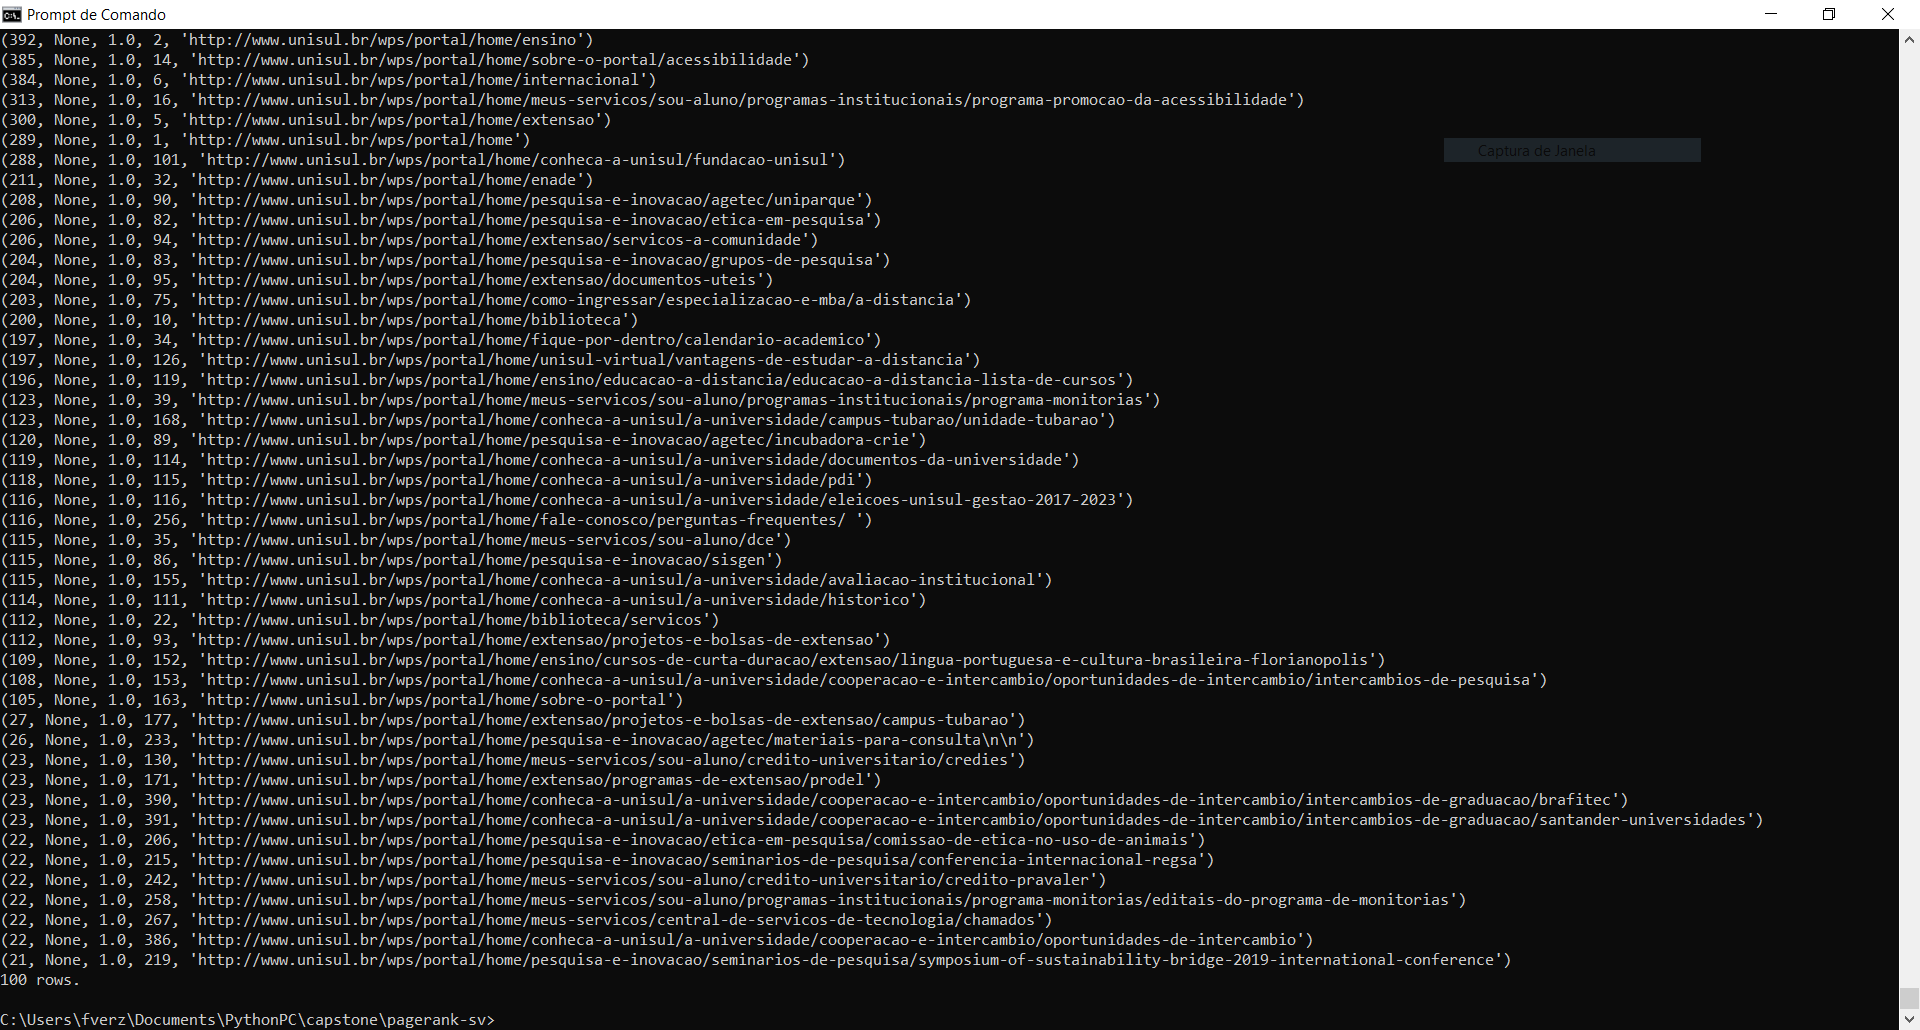 Prompt de Comando
(392, None, 1.0, 2, 'http://www.unisul.br/wps/portal/home/ensino')
(385, None, 1.0, 14, 'http://www.unisul.br/wps/portal/home/sobre-o-portal/acessibilidade')
(384, None, 1.0, 6, 'http://www.unisul.br/wps/portal/home/internacional')
(313, None, 1.0, 16, 'http://www.unisul.br/wps/portal/home/meus-servicos/sou-aluno/programas-institucionais/programa-promocao-da-acessibilidade')
(300, None, 1.0, 5, 'http://www.unisul.br/wps/portal/home/extensao')
(289, None, 1.0, 1, 'http://www.unisul.br/wps/portal/home')
(288, None, 1.0, 101, 'http://www.unisul.br/wps/portal/home/conheca-a-unisul/fundacao-unisul')
Captura de Janela
(211, None, 1.0, 32, 'http://www.unisul.br/wps/portal/home/enade')
(208, None, 1.0, 90, 'http://www.unisul.br/wps/portal/home/pesquisa-e-inovacao/agetec/uniparque')
(206, None, 1.0, 82, 'http://www.unisul.br/wps/portal/home/pesquisa-e-inovacao/etica-em-pesquisa')
(206, None, 1.0, 94, 'http://www.unisul.br/wps/portal/home/extensao/servicos-a-comunidade')
(204, None, 1.0, 83, 'http://www.unisul.br/wps/portal/home/pesquisa-e-inovacao/grupos-de-pesquisa')
(204, None, 1.0, 95, 'http://www.unisul.br/wps/portal/home/extensao/documentos-uteis')
(203, None, 1.0, 75, 'http://www.unisul.br/wps/portal/home/como-ingressar/especializacao-e-mba/a-distancia')
(200, None, 1.0, 10, 'http://www.unisul.br/wps/portal/home/biblioteca')
(197, None, 1.0, 34, 'http://www.unisul.br/wps/portal/home/fique-por-dentro/calendario-academico')
(197, None, 1.0, 126, 'http://www.unisul.br/wps/portal/home/unisul-virtual/vantagens-de-estudar-a-distancia')
(196, None, 1.0, 119, 'http://www.unisul.br/wps/portal/home/ensino/educacao-a-distancia/educacao-a-distancia-lista-de-cursos')
(123, None, 1.0, 39, 'http://www.unisul.br/wps/portal/home/meus-servicos/sou-aluno/programas-institucionais/programa-monitorias')
(123, None, 1.0, 168, 'http://www.unisul.br/wps/portal/home/conheca-a-unisul/a-universidade/campus-tubarao/unidade-tubarao')
(120, None, 1.0, 89, 'http://www.unisul.br/wps/portal/home/pesquisa-e-inovacao/agetec/incubadora-crie')
(119, None, 1.0, 114, 'http://www.unisul.br/wps/portal/home/conheca-a-unisul/a-universidade/documentos-da-universidade')
(118, None, 1.0, 115, 'http://www.unisul.br/wps/portal/home/conheca-a-unisul/a-universidade/pdi')
(116, None, 1.0, 116, 'http://www.unisul.br/wps/portal/home/conheca-a-unisul/a-universidade/eleicoes-unisul-gestao-2017-2023')
(116, None, 1.0, 256, 'http://www.unisul.br/wps/portal/home/fale-conosco/perguntas-frequentes/ ')
(115, None, 1.0, 35, 'http://www.unisul.br/wps/portal/home/meus-servicos/sou-aluno/dce')
(115, None, 1.0, 86, 'http://www.unisul.br/wps/portal/home/pesquisa-e-inovacao/sisgen')
(115, None, 1.0, 155, 'http://www.unisul.br/wps/portal/home/conheca-a-unisul/a-universidade/avaliacao-institucional')
(114, None, 1.0, 111, 'http://www.unisul.br/wps/portal/home/conheca-a-unisul/a-universidade/historico')
(112, None, 1.0, 22, 'http://www.unisul.br/wps/portal/home/biblioteca/servicos')
(112, None, 1.0, 93, 'http://www.unisul.br/wps/portal/home/extensao/projetos-e-bolsas-de-extensao')
(109, None, 1.0, 152, 'http://www.unisul.br/wps/portal/home/ensino/cursos-de-curta-duracao/extensao/lingua-portuguesa-e-cultura-brasileira-florianopolis')
(108, None, 1.0, 153, 'http://www.unisul.br/wps/portal/home/conheca-a-unisul/a-universidade/cooperacao-e-intercambio/oportunidades-de-intercambio/intercambios-de-pesquisa')
(105, None, 1.0, 163, 'http://www.unisul.br/wps/portal/home/sobre-o-portal')
(27, None, 1.0, 177, 'http://www.unisul.br/wps/portal/home/extensao/projetos-e-bolsas-de-extensao/campus-tubarao')
(26, None, 1.0, 233, 'http://www.unisul.br/wps/portal/home/pesquisa-e-inovacao/agetec/materiais-para-consulta\n\n')
(23, None, 1.0, 130, 'http://www.unisul.br/wps/portal/home/meus-servicos/sou-aluno/credito-universitario/credies')
(23, None, 1.0, 171, 'http://www.unisul.br/wps/portal/home/extensao/programas-de-extensao/prodel')
(23, None, 1.0, 390, 'http://www.unisul.br/wps/portal/home/conheca-a-unisul/a-universidade/cooperacao-e-intercambio/oportunidades-de-intercambio/intercambios-de-graduacao/brafitec')
(23, None, 1.0, 391, 'http://www.unisul.br/wps/portal/home/conheca-a-unisul/a-universidade/cooperacao-e-intercambio/oportunidades-de-intercambio/intercambios-de-graduacao/santander-universidades')
(22, None, 1.0, 206, 'http://www.unisul.br/wps/portal/home/pesquisa-e-inovacao/etica-em-pesquisa/comissao-de-etica-no-uso-de-animais')
(22, None, 1.0, 215, 'http://www.unisul.br/wps/portal/home/pesquisa-e-inovacao/seminarios-de-pesquisa/conferencia-internacional-regsa')
(22, None, 1.0, 242, 'http://www.unisul.br/wps/portal/home/meus-servicos/sou-aluno/credito-universitario/credito-pravaler')
(22, None, 1.0, 258, 'http://www.unisul.br/wps/portal/home/meus-servicos/sou-aluno/programas-institucionais/programa-monitorias/editais-do-programa-de-monitorias')
(22, None, 1.0, 267, 'http://www.unisul.br/wps/portal/home/meus-servicos/central-de-servicos-de-tecnologia/chamados')
(22, None, 1.0, 386, 'http://www.unisul.br/wps/portal/home/conheca-a-unisul/a-universidade/cooperacao-e-intercambio/oportunidades-de-intercambio')
(21, None, 1.0, 219, 'http://www.unisul.br/wps/portal/home/pesquisa-e-inovacao/seminarios-de-pesquisa/symposium-of-sustainability-bridge-2019-international-conference')
100 rows.
C:\Users\fverz\Documents\PythonPC\capstone\pagerank-sv>